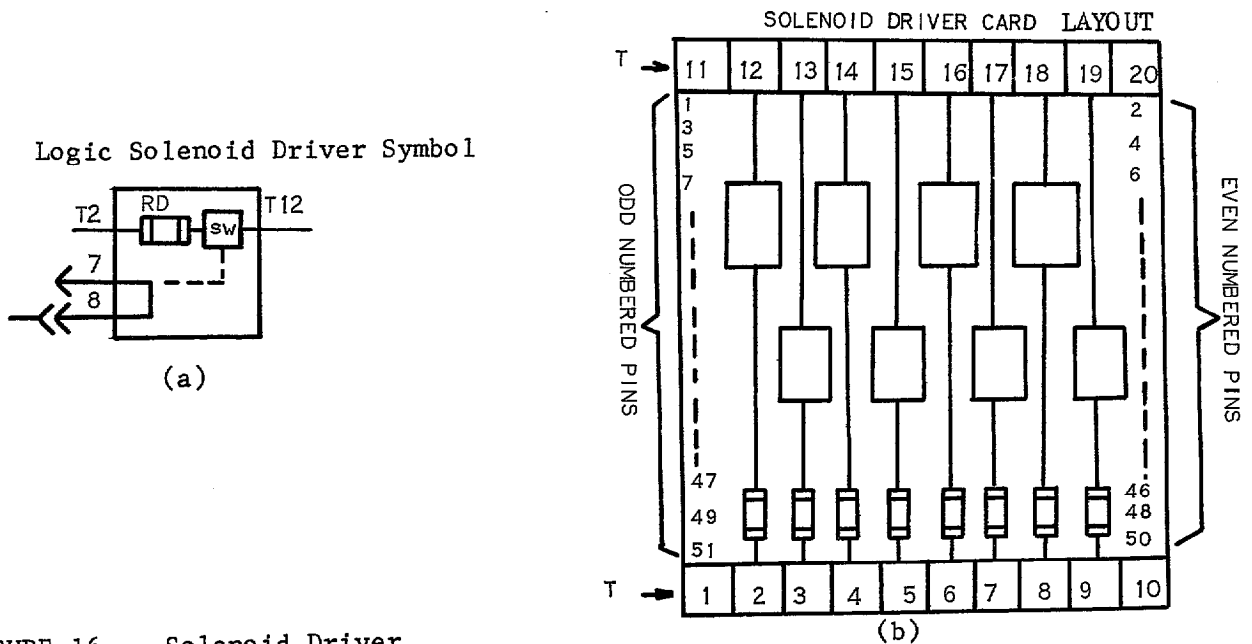 SOLENOID DRIVER CARD LAYOUT
T
11 12 13 14 15 16 17 18 19 20
1
3
5
7
47
49
51
2
4
6
46
48
50
ODD NUMBERED PINS
EVEN NUMBERED PINS
T
1 2 3 4 5 6 7 8 9 10
(b)
Logic Solenoid Driver Symbol
T2
RD
SW
T12
7
8
(a)
Solenoid Driver